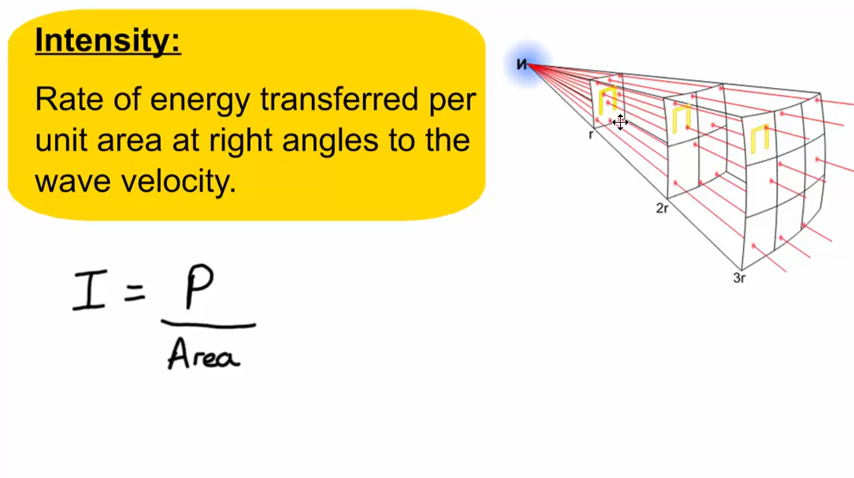 Intensity:
Rate of energy transferred per
unit area at right angles to the
wave velocity.
И
П
П
П
r
2r
3r
I = P
Area